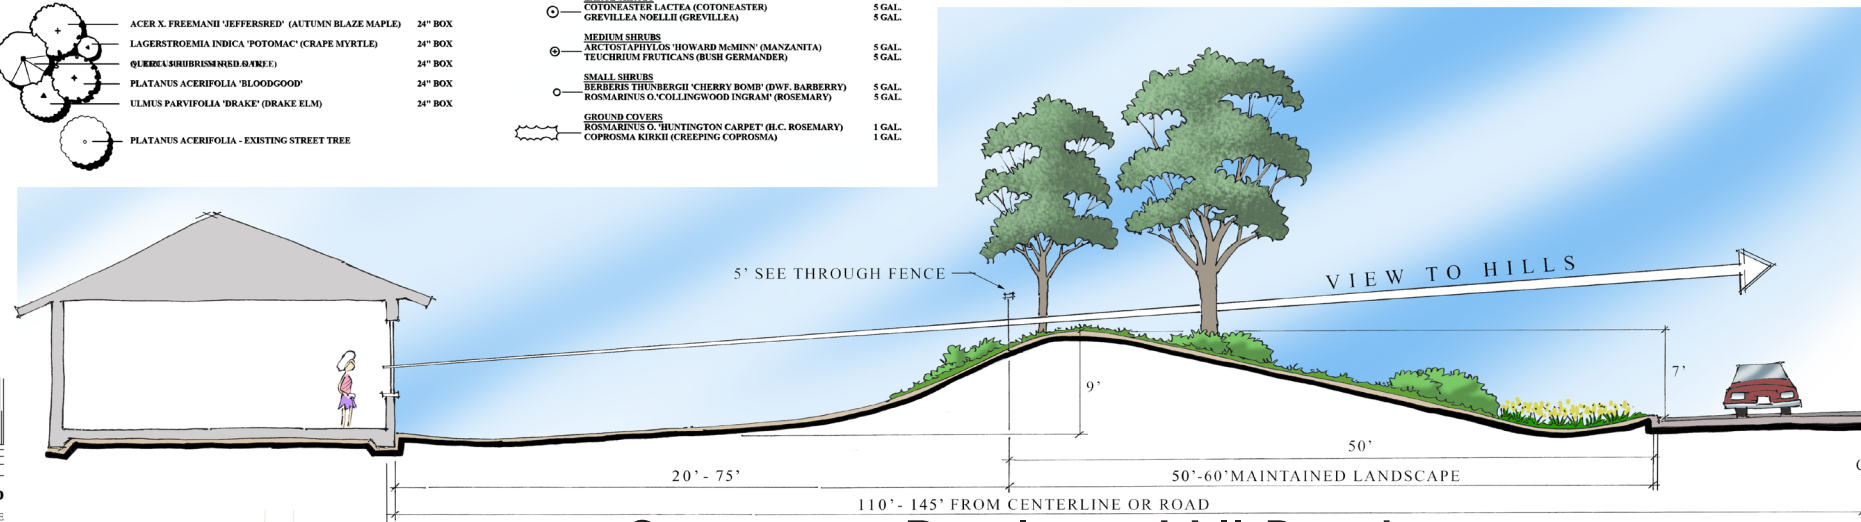 ACER X. FREEMANII 'JEFFERSRED' (AUTUMN BLAZE MAPLE) 24" BOX
LAGERSTROEMIA INDICA 'POTOMAC' (CRAPE MYRTLE) 24" BOX
24" BOX
PLATANUS ACERIFOLIA 'BLOODGOOD' 24" BOX
ULMUS PARVIFOLIA 'DRAKE' (DRAKE ELM) 24" BOX
PLATANUS ACERIFOLIA - EXISTING STREET TREE
COTONEASTER LACTEA (COTONEASTER) 5 GAL.
GREVILLEA NOELLII (GREVILLEA) 5 GAL.
MEDIUM SHRUBS
ARCTOSTAPHYLOS 'HOWARD McMINN' (MANZANITA) 5 GAL.
TEUCHRIUM FRUTICANS (BUSH GERMANDER) 5 GAL.
SMALL SHRUBS
BERBERIS THUNBERGII 'CHERRY BOMB' (DWF. BARBERRY) 5 GAL.
ROSMARINUS O.'COLLINGWOOD INGRAM' (ROSEMARY) 5 GAL.
GROUND COVERS
ROSMARINUS O. 'HUNTINGTON CARPET' (H.C. ROSEMARY) 1 GAL.
COPROSMA KIRKII (CREEPING COPROSMA) 1 GAL.
5' SEE THROUGH FENCE
VIEW TO HILLS
9'
7'
50'
20' - 75'
50'-60'MAINTAINED LANDSCAPE
110'- 145' FROM CENTERLINE OR ROAD